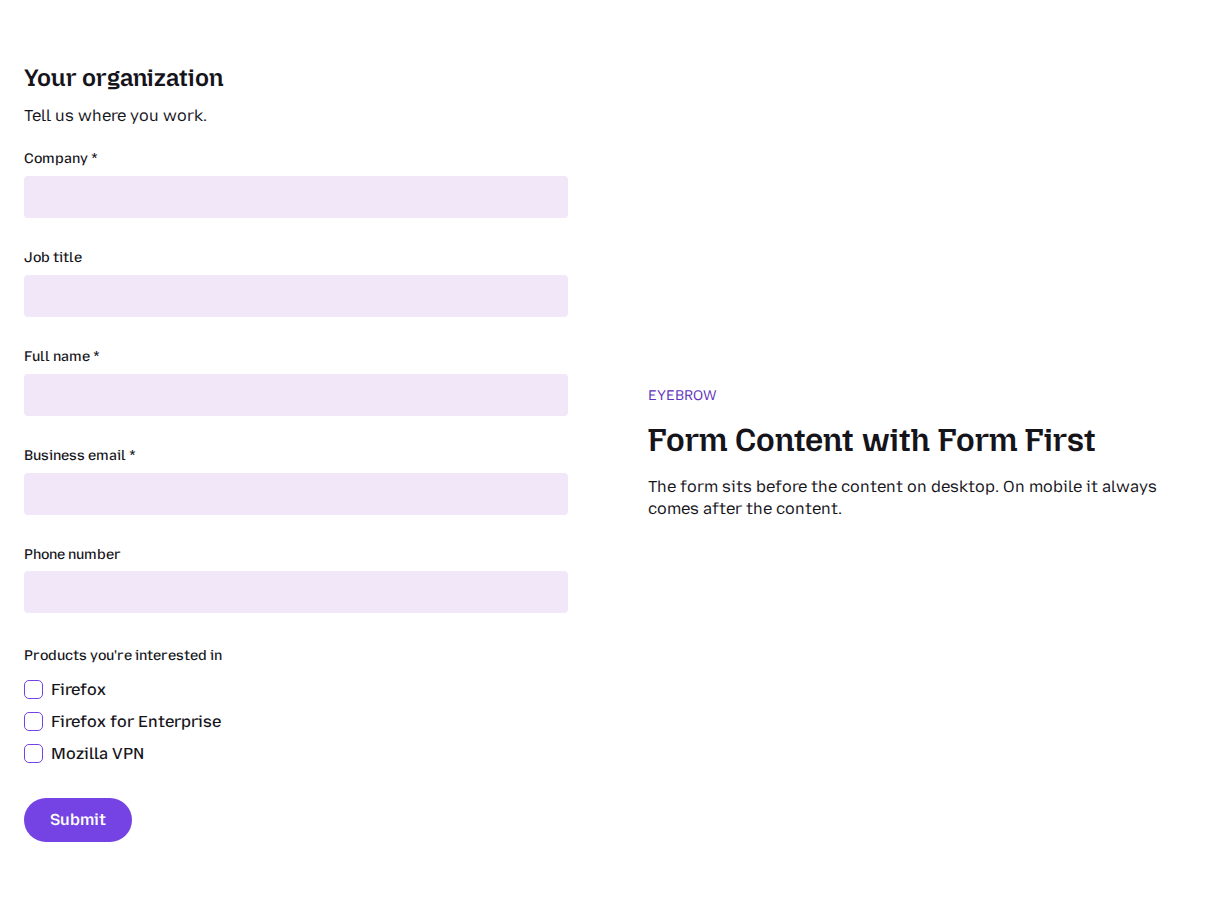 Your organization
Tell us where you work.
Company *
Job title
Full name *
Business email *
Phone number
Products you're interested in
Firefox
Firefox for Enterprise
Mozilla VPN
Submit
EYEBROW
Form Content with Form First
The form sits before the content on desktop. On mobile it always
comes after the content.